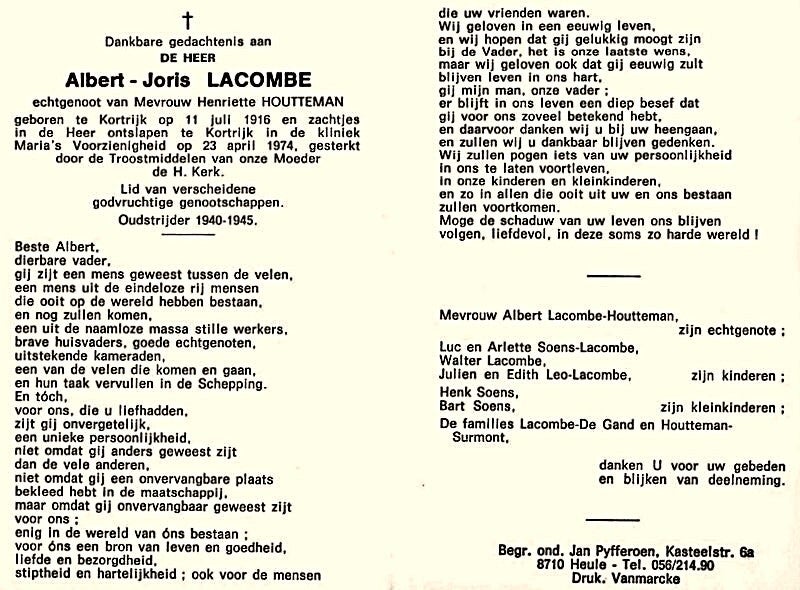 Dankbare gedachtenis aan
DE HEER
Albert - Joris LACOMBE
echtgenoot van Mevrouw Henriette HOUTTEMAN
geboren te Kortrijk op 11 juli 1916 en zachtjes
in de Heer ontslapen te Kortrijk in de kliniek
Maria's Voorzienigheid op 23 april 1974, gesterkt
door de Troostmiddelen van onze Moeder
de H. Kerk.
Lid van verscheidene
godvruchtige genootschappen.
Oudstrijder 1940-1945.
Beste Albert,
dierbare vader,
gij zijt een mens geweest tussen de velen,
een mens uit de eindeloze rij mensen
die ooit op de wereld hebben bestaan,
en nog zullen komen,
een uit de naamloze massa stille werkers,
brave huisvaders, goede echtgenoten,
uitstekende kameraden,
een van de velen die komen en gaan,
en hun taak vervullen in de Schepping.
En tóch,
voor ons, die u liefhadden,
zijt gij onvergetelijk,
een unieke persoonlijkheid,
niet omdat gij anders geweest zijt
dan de vele anderen,
niet omdat gij een onvervangbare plaats
bekleed hebt in de maatschappij,
maar omdat gij onvervangbaar geweest zijt
voor ons ;
enig in de wereld van óns bestaan ;
voor óns een bron van leven en goedheid,
liefde en bezorgdheid,
stiptheid en hartelijkheid ; ook voor de mensen
die uw vrienden waren.
Wij geloven in een eeuwig leven,
en wij hopen dat gij gelukkig moogt zijn
bij de Vader, het is onze laatste wens,
maar wij geloven ook dat gij eeuwig zult
blijven leven in ons hart,
gij mijn man, onze vader ;
er blijft in ons leven een diep besef dat
gij voor ons zoveel betekend hebt,
en daarvoor danken wij u bij uw heengaan,
en zullen wij u dankbaar blijven gedenken.
Wij zullen pogen iets van uw persoonlijkheid
in ons te laten voortleven,
in onze kinderen en kleinkinderen,
en zo in allen die ooit uit uw en ons bestaan
zullen voortkomen.
Moge de schaduw van uw leven ons blijven
volgen, liefdevol, in deze soms zo harde wereld !
Mevrouw Albert Lacombe-Houtteman,
zijn echtgenote ;
Luc en Arlette Soens-Lacombe,
Walter Lacombe,
Julien en Edith Leo-Lacombe, zijn kinderen ;
Henk Soens,
Bart Soens, zijn kleinkinderen ;
De families Lacombe-De Gand en Houtteman-
Surmont,
danken U voor uw gebeden
en blijken van deelneming.
Begr. ond. Jan Pyfferoen, Kasteelstr. 6a
8710 Heule - Tel. 056/214.90
Druk. Vanmarcke